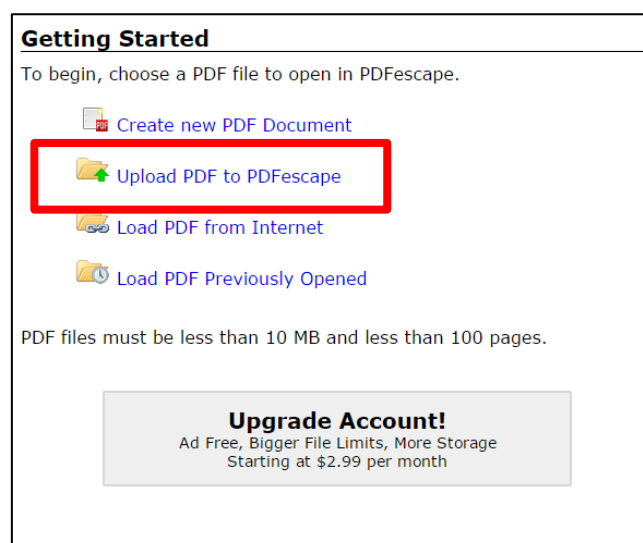 Getting Started
To begin, choose a PDF file to open in PDFescape.
PDF
Create new PDF Document
Upload PDF to PDFescape
Load PDF from Internet
Load PDF Previously Opened
PDF files must be less than 10 MB and less than 100 pages.
Upgrade Account!
Ad Free, Bigger File Limits, More Storage
Starting at $2.99 per month